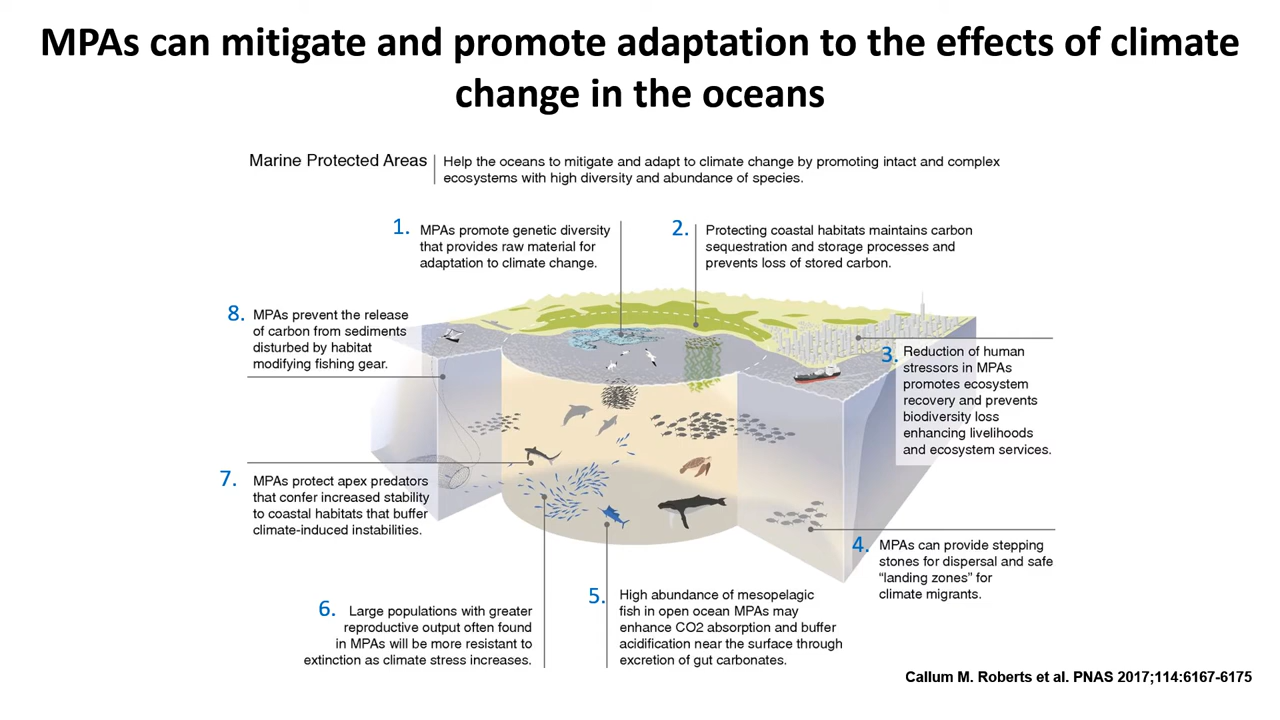 MPAs can mitigate and promote adaptation to the effects of climate
change in the oceans
Marine Protected Areas
Help the oceans to mitigate and adapt to climate change by promoting intact and complex
ecosystems with high diversity and abundance of species.
1.
MPAs promote genetic diversity
that provides raw material for
adaptation to climate change.
2.
Protecting coastal habitats maintains carbon
sequestration and storage processes and
prevents loss of stored carbon.
3.
Reduction of human
stressors in MPAs
promotes ecosystem
recovery and prevents
biodiversity loss
enhancing livelihoods
and ecosystem services.
4.
MPAs can provide stepping
stones for dispersal and safe
“landing zones” for
climate migrants.
5.
High abundance of mesopelagic
fish in open ocean MPAs may
enhance CO2 absorption and buffer
acidification near the surface through
excretion of gut carbonates.
6.
Large populations with greater
reproductive output often found
in MPAs will be more resistant to
extinction as climate stress increases.
7.
MPAs protect apex predators
that confer increased stability
to coastal habitats that buffer
climate-induced instabilities.
8.
MPAs prevent the release
of carbon from sediments
disturbed by habitat
modifying fishing gear.
Callum M. Roberts et al. PNAS 2017;114:6167-6175